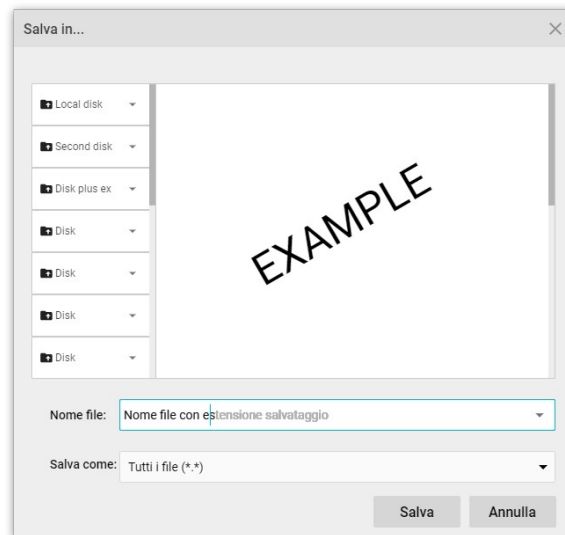 Salva in...
Local disk
Second disk
Disk plus ex
Disk
Disk
Disk
Disk
EXAMPLE
Nome file: Nome file con estensione salvataggio
Salva come: Tutti i file (*.*)
Salva Annulla